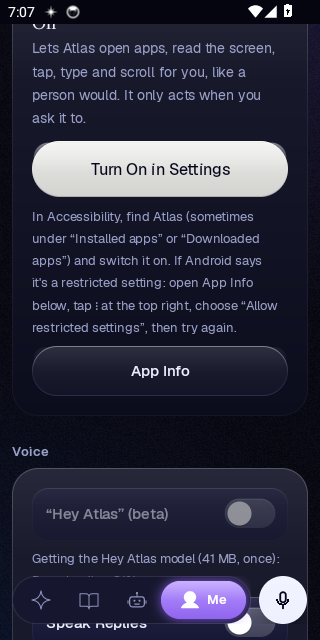 7:07
On
Lets Atlas open apps, read the screen,
tap, type and scroll for you, like a
person would. It only acts when you
ask it to.
Turn On in Settings
In Accessibility, find Atlas (sometimes
under “Installed apps” or “Downloaded
apps”) and switch it on. If Android says
it's a restricted setting: open App Info
below, tap ⋮ at the top right, choose “Allow
restricted settings”, then try again.
App Info
Voice
“Hey Atlas” (beta)
Getting the Hey Atlas model (41 MB, once):
Me
Speak Replies